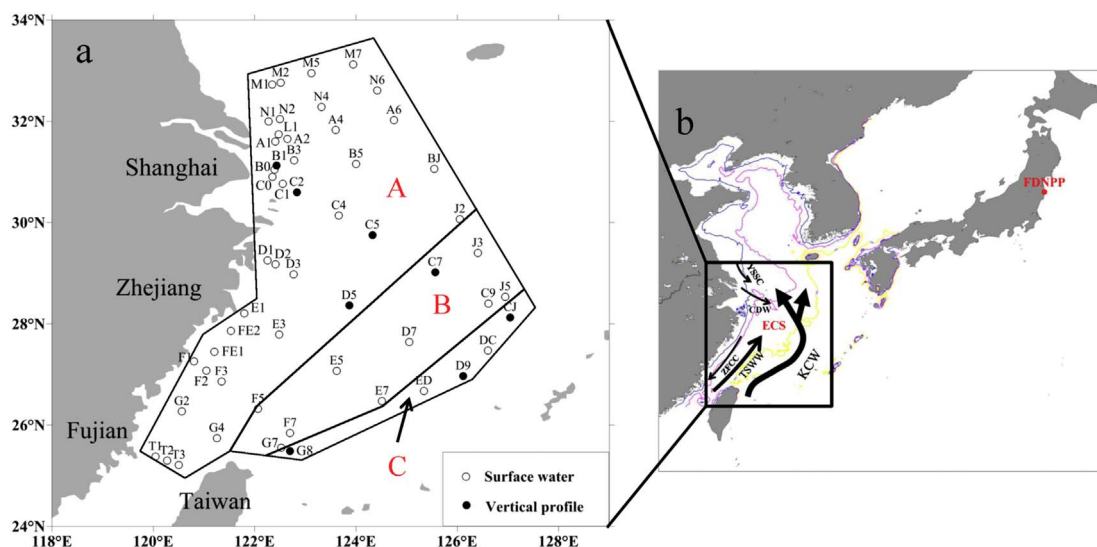 a
34°N
32°N
30°N
28°N
26°N
24°N
118°E
120°E
122°E
124°E
126°E
128°E
Shanghai
Zhejiang
Fujian
Taiwan
A
B
C
M7
M5
M2
M1
N6
N4
N2
N1
L1
A6
A4
A2
A1
B3
B1
B0
B5
BJ
C0
C2
C1
C4
C5
J2
J3
C7
D1
D2
D3
D5
C9
J5
CJ
E1
FE2
E3
D7
DC
F1
FE1
F2
F3
E5
D9
ED
E7
G2
F5
G4
F7
G7
G8
T1
T2
T3
Surface water
Vertical profile
b
FDNPP
YSSC
CDW
ECS
ZFCC
TSWW
KCW